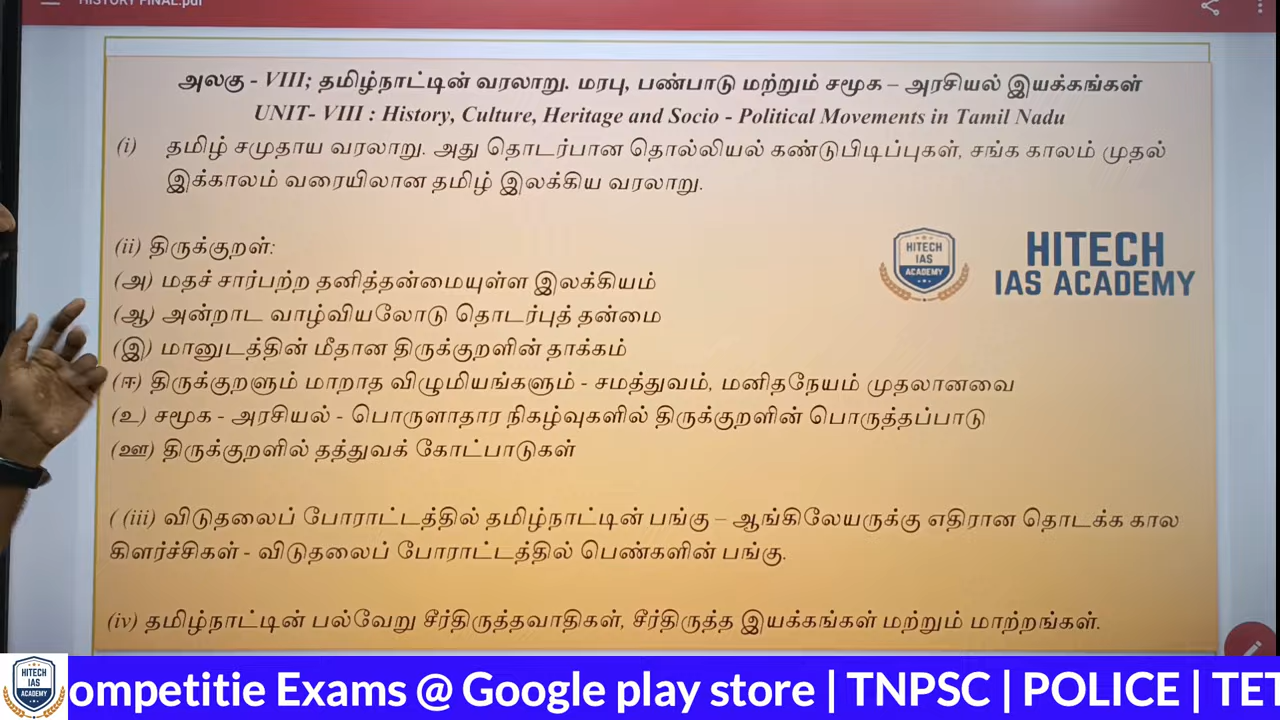 HISTORY FINAL.pdf
அலகு - VIII; தமிழ்நாட்டின் வரலாறு. மரபு, பண்பாடு மற்றும் சமூக – அரசியல் இயக்கங்கள்
UNIT- VIII : History, Culture, Heritage and Socio - Political Movements in Tamil Nadu
(i) தமிழ் சமுதாய வரலாறு. அது தொடர்பான தொல்லியல் கண்டுபிடிப்புகள், சங்க காலம் முதல்
இக்காலம் வரையிலான தமிழ் இலக்கிய வரலாறு.
(ii) திருக்குறள்:
(அ) மதச் சார்பற்ற தனித்தன்மையுள்ள இலக்கியம்
(ஆ) அன்றாட வாழ்வியலோடு தொடர்புத் தன்மை
(இ) மானுடத்தின் மீதான திருக்குறளின் தாக்கம்
(ஈ) திருக்குறளும் மாறாத விழுமியங்களும் - சமத்துவம், மனிதநேயம் முதலானவை
(உ) சமூக - அரசியல் - பொருளாதார நிகழ்வுகளில் திருக்குறளின் பொருத்தப்பாடு
(ஊ) திருக்குறளில் தத்துவக் கோட்பாடுகள்
HITECH
IAS
ACADEMY
HITECH
IAS ACADEMY
( (iii) விடுதலைப் போராட்டத்தில் தமிழ்நாட்டின் பங்கு – ஆங்கிலேயருக்கு எதிரான தொடக்க கால
கிளர்ச்சிகள் - விடுதலைப் போராட்டத்தில் பெண்களின் பங்கு.
(iv) தமிழ்நாட்டின் பல்வேறு சீர்திருத்தவாதிகள், சீர்திருத்த இயக்கங்கள் மற்றும் மாற்றங்கள்.
HITECH
IAS
ACADEMY
ompetitie Exams @ Google play store | TNPSC | POLICE | TET